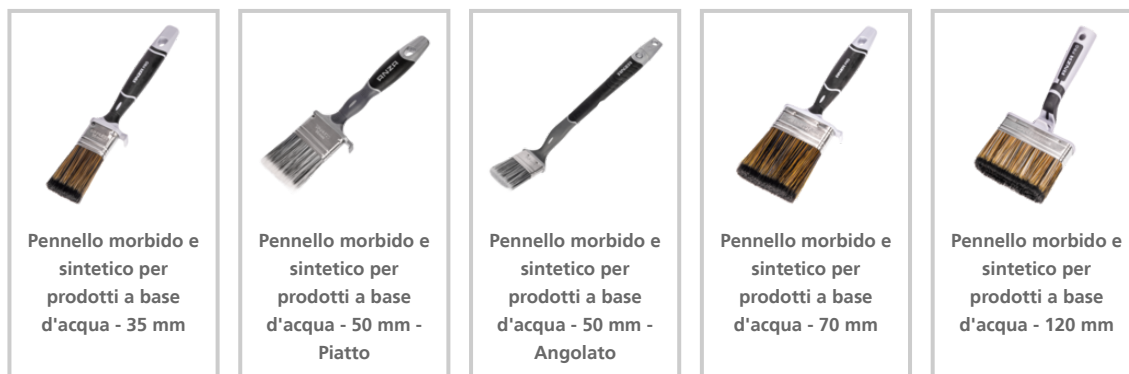 Pennello morbido e
sintetico per
prodotti a base
d'acqua - 35 mm
Pennello morbido e
sintetico per
prodotti a base
d'acqua - 50 mm -
Piatto
Pennello morbido e
sintetico per
prodotti a base
d'acqua - 50 mm -
Angolato
Pennello morbido e
sintetico per
prodotti a base
d'acqua - 70 mm
Pennello morbido e
sintetico per
prodotti a base
d'acqua - 120 mm
ANZA